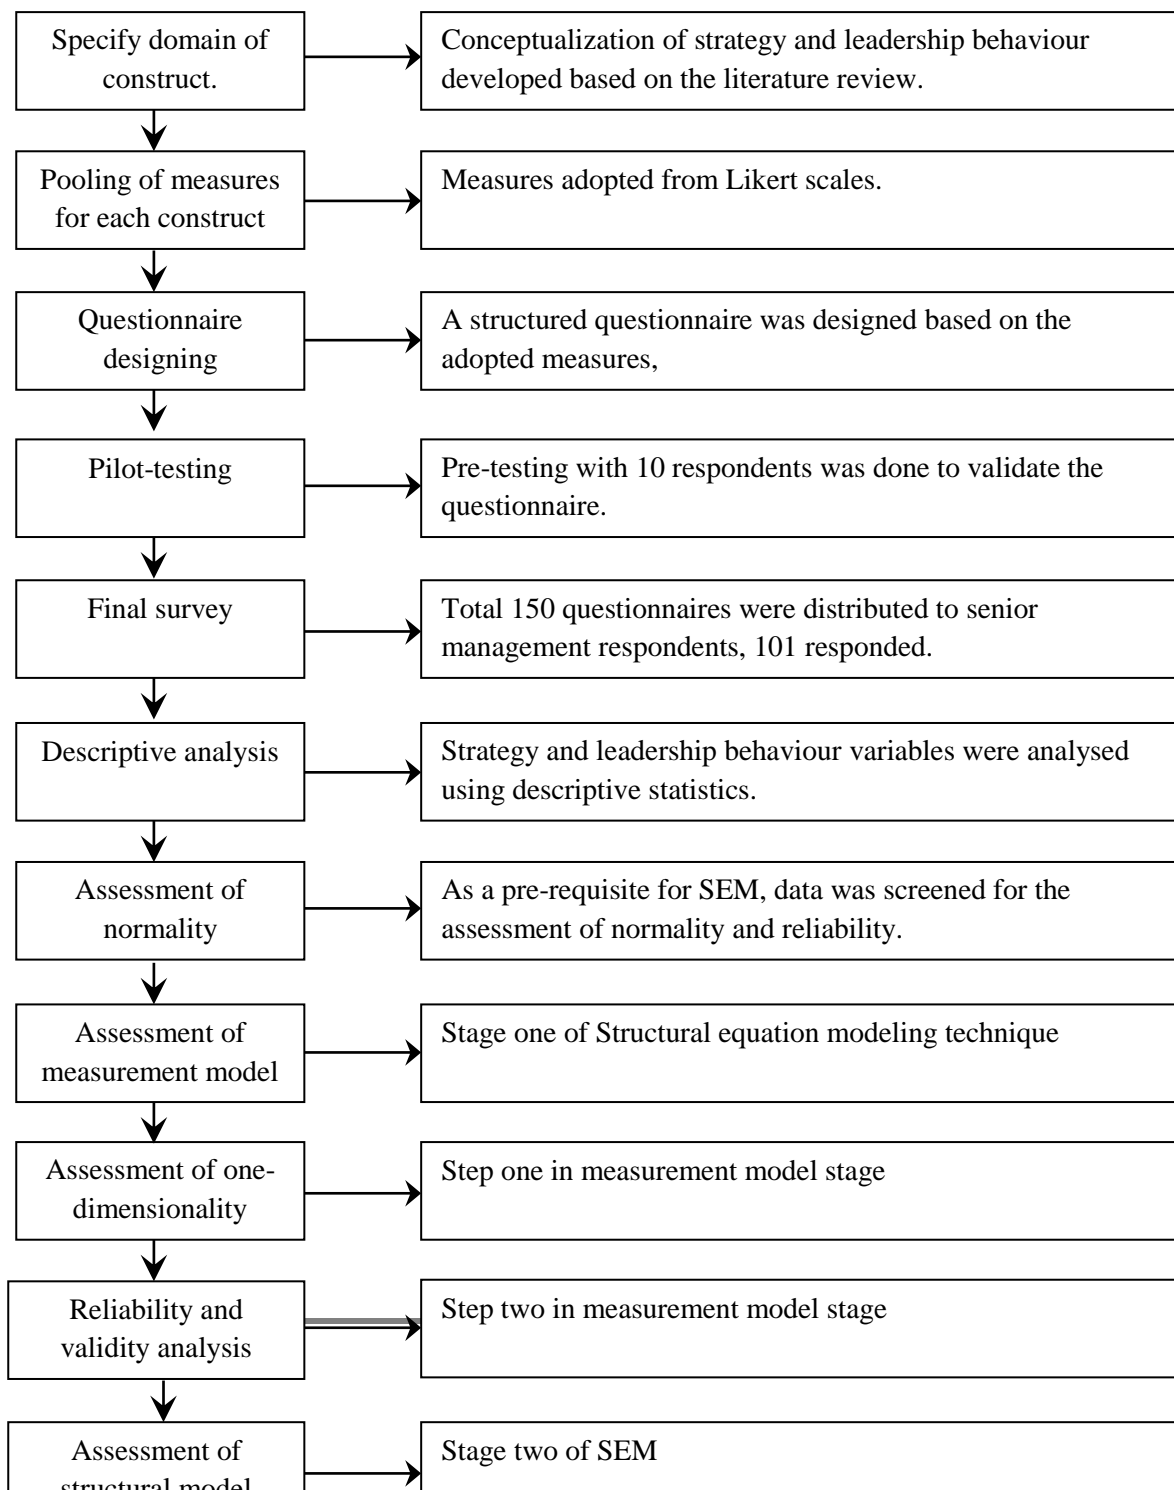 Specify domain of
construct.
Conceptualization of strategy and leadership behaviour
developed based on the literature review.
Pooling of measures
for each construct
Measures adopted from Likert scales.
Questionnaire
designing
A structured questionnaire was designed based on the
adopted measures,
Pilot-testing
Pre-testing with 10 respondents was done to validate the
questionnaire.
Final survey
Total 150 questionnaires were distributed to senior
management respondents, 101 responded.
Descriptive analysis
Strategy and leadership behaviour variables were analysed
using descriptive statistics.
Assessment of
normality
As a pre-requisite for SEM, data was screened for the
assessment of normality and reliability.
Assessment of
measurement model
Stage one of Structural equation modeling technique
Assessment of one-
dimensionality
Step one in measurement model stage
Reliability and
validity analysis
Step two in measurement model stage
Assessment of
structural model
Stage two of SEM